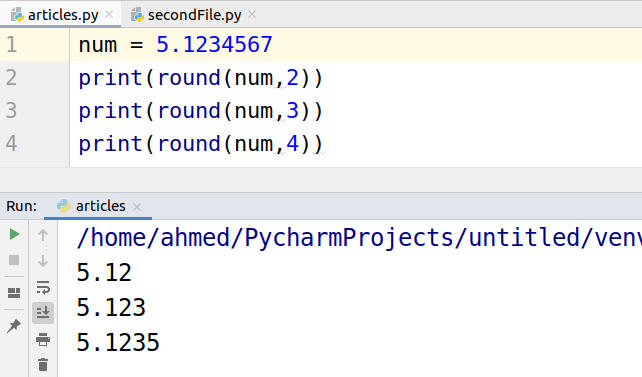 articles.py secondFile.py
1 num = 5.1234567
2 print(round(num,2))
3 print(round(num,3))
4 print(round(num,4))
Run: articles
/home/ahmed/PycharmProjects/untitled/venv
5.12
5.123
5.1235